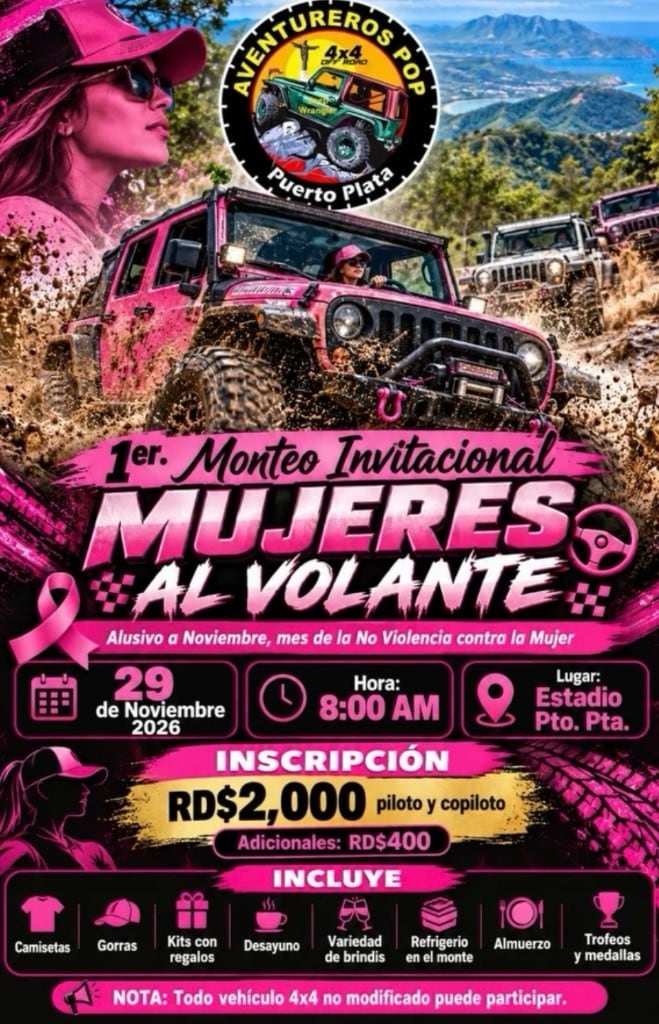 AVENTUREROS POP
4x4
OFF ROAD
Jeep
Wrangler
Puerto Plata
1er. Monteo Invitacional
MUJERES
AL VOLANTE
Alusivo a Noviembre, mes de la No Violencia contra la Mujer
29
de Noviembre
2026
Hora:
8:00 AM
Lugar:
Estadio
Pto. Pta.
INSCRIPCIÓN
RD$2,000 piloto y copiloto
Adicionales: RD$400
INCLUYE
Camisetas
Gorras
Kits con
regalos
Desayuno
Variedad
de brindis
Refrigerio
en el monte
Almuerzo
Trofeos
y medallas
NOTA: Todo vehículo 4x4 no modificado puede participar.